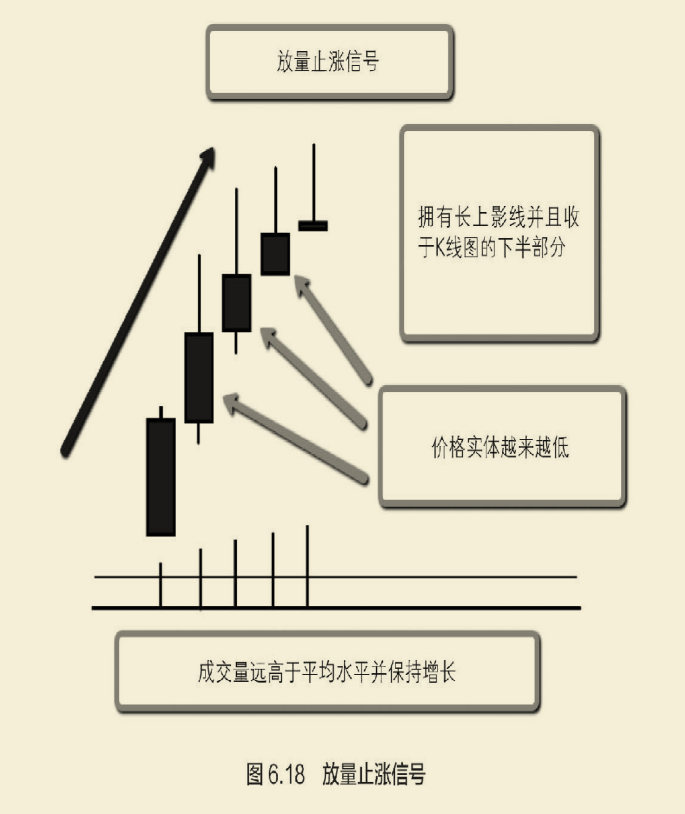 放量止涨信号
拥有长上影线并且收
于K线图的下半部分
价格实体越来越低
成交量远高于平均水平并保持增长
图 6.18 放量止涨信号